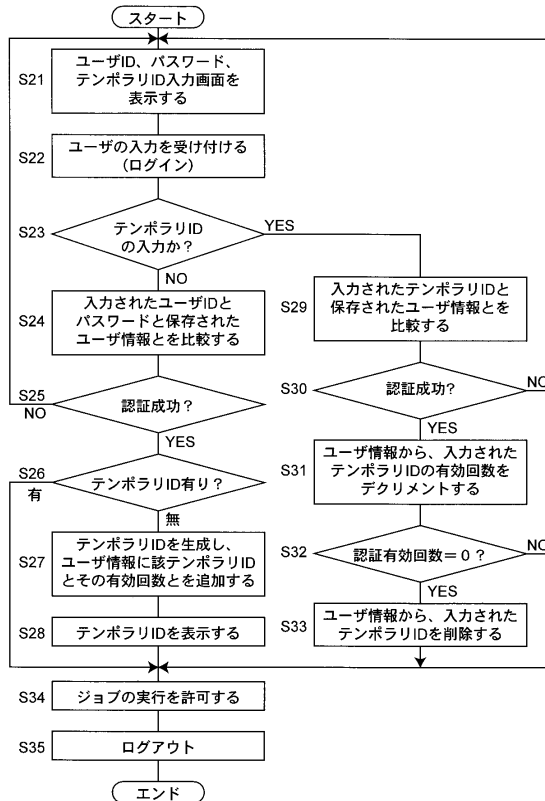 スタート
S21
ユーザID、パスワード、
テンポラリID入力画面を
表示する
S22
ユーザの入力を受け付ける
(ログイン)
S23
テンポラリID
の入力か?
YES
NO
S24
入力されたユーザIDと
パスワードと保存された
ユーザ情報とを比較する
S25
NO
認証成功?
YES
S26
有
テンポラリID有り?
無
S27
テンポラリIDを生成し、
ユーザ情報に該テンポラリID
とその有効回数とを追加する
S28
テンポラリIDを表示する
S29
入力されたテンポラリIDと
保存されたユーザ情報とを
比較する
S30
認証成功?
NO
YES
S31
ユーザ情報から、入力された
テンポラリIDの有効回数を
デクリメントする
S32
認証有効回数=0?
NO
YES
S33
ユーザ情報から、入力された
テンポラリIDを削除する
S34
ジョブの実行を許可する
S35
ログアウト
エンド